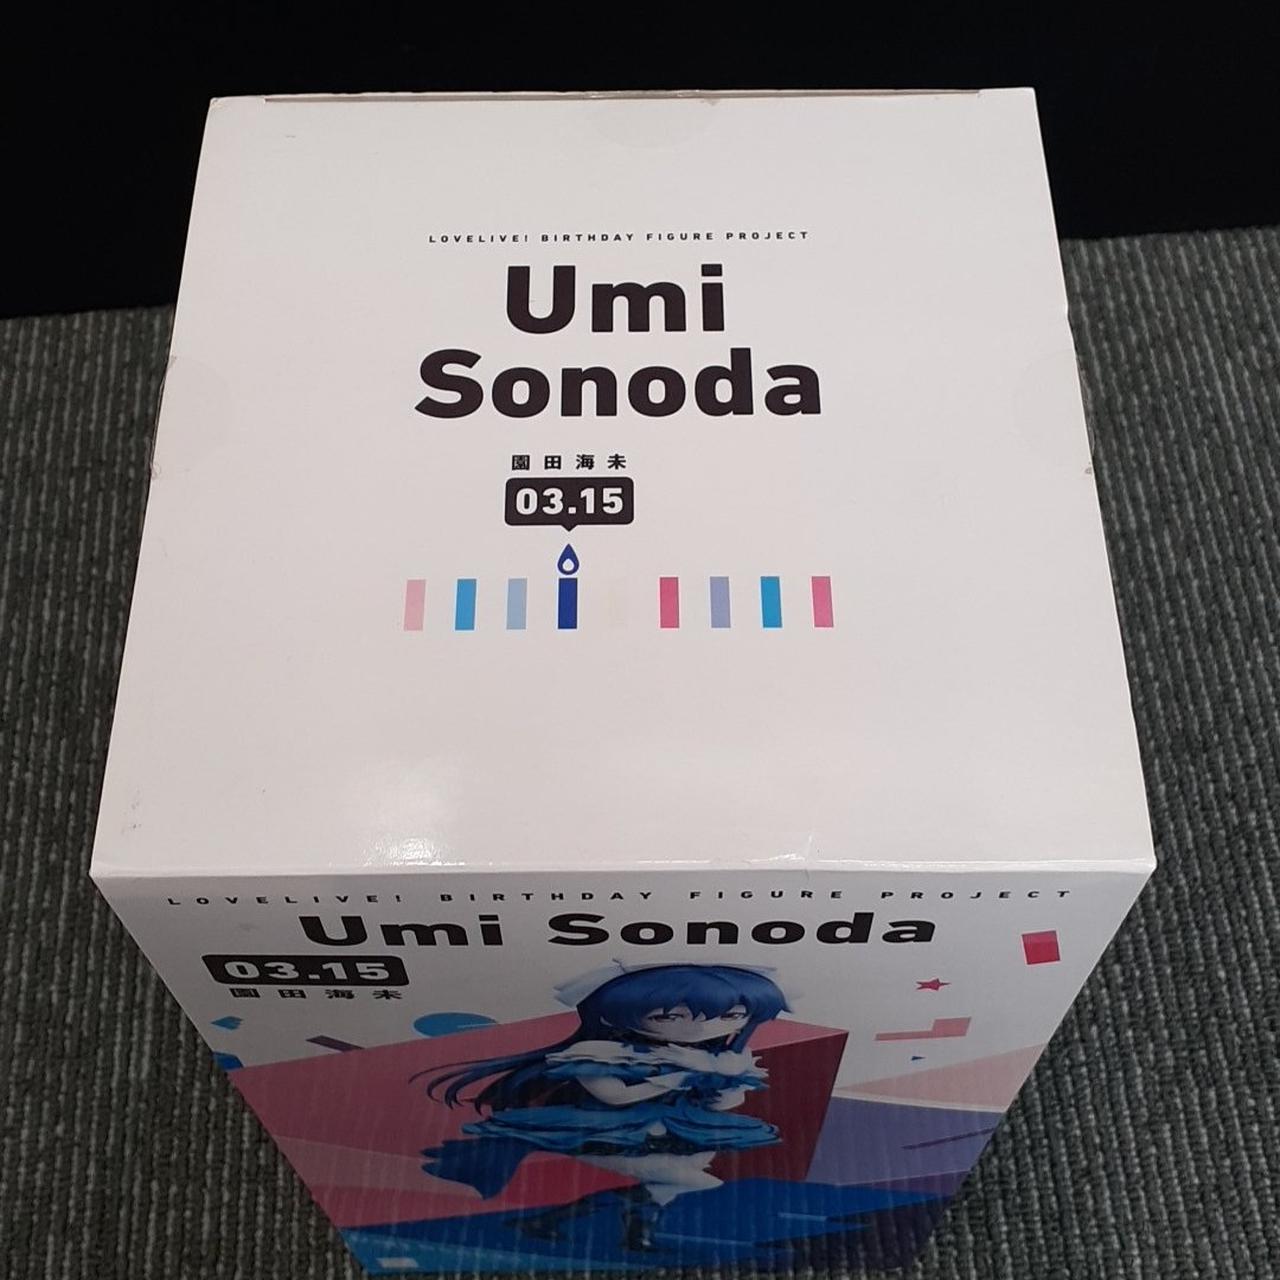 LOVELIVE! BIRTHDAY FIGURE PROJECT
Umi
Sonoda
園田海未
03.15
LOVELIVE! BIRTHDAY FIGURE PROJECT
Umi Sonoda
03.15
園田海未